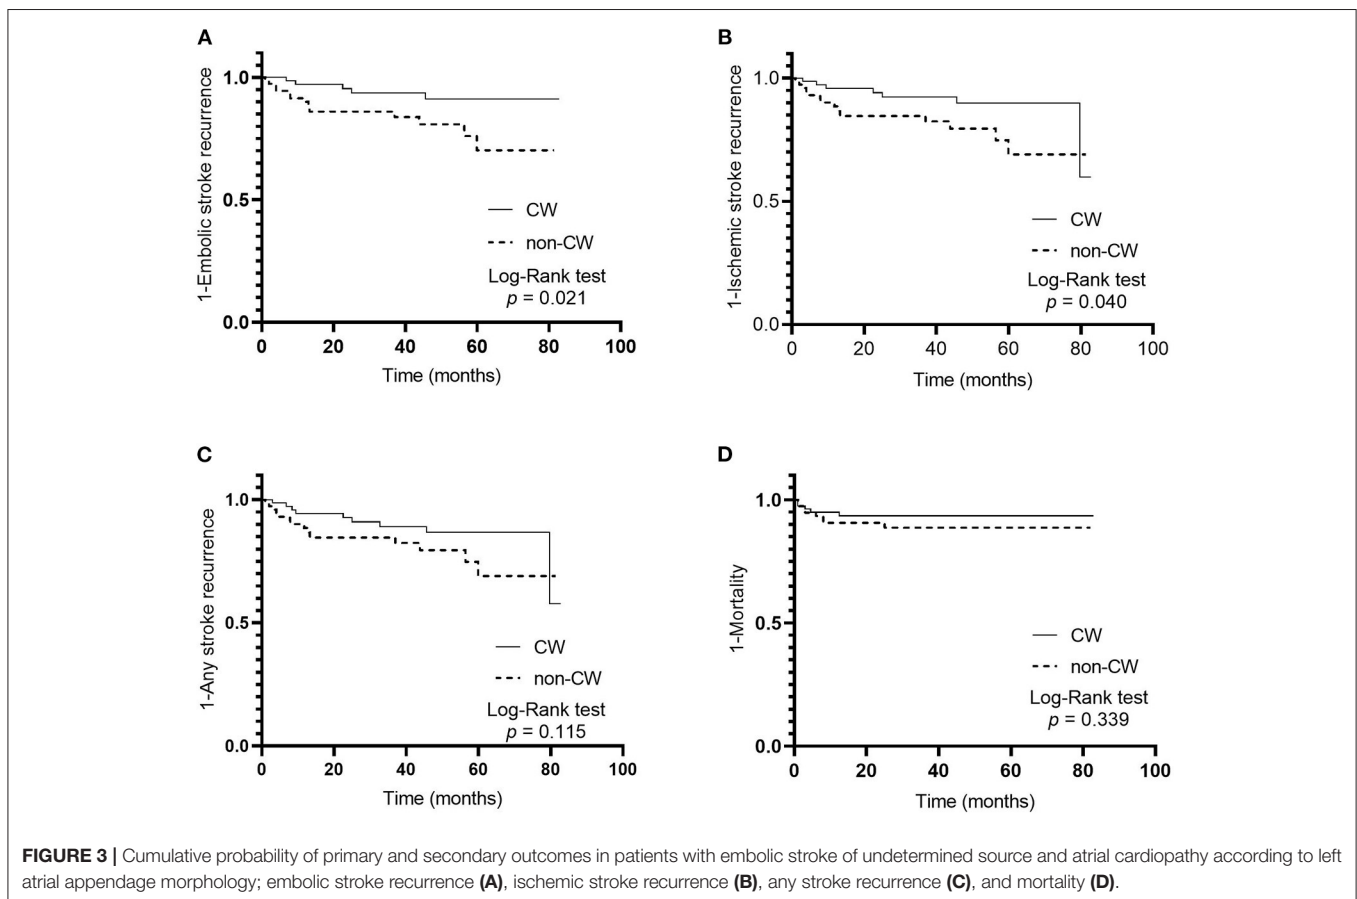 A
1-Embolic stroke recurrence
1.0
0.5
0.0
CW
non-CW
Log-Rank test
p = 0.021
0 20 40 60 80 100
Time (months)
B
1-Ischemic stroke recurrence
1.0
0.5
0.0
CW
non-CW
Log-Rank test
p = 0.040
0 20 40 60 80 100
Time (months)
C
1-Any stroke recurrence
1.0
0.5
0.0
CW
non-CW
Log-Rank test
p = 0.115
0 20 40 60 80 100
Time (months)
D
1-Mortality
1.0
0.5
0.0
CW
non-CW
Log-Rank test
p = 0.339
0 20 40 60 80 100
Time (months)
FIGURE 3 | Cumulative probability of primary and secondary outcomes in patients with embolic stroke of undetermined source and atrial cardiopathy according to left
atrial appendage morphology; embolic stroke recurrence (A), ischemic stroke recurrence (B), any stroke recurrence (C), and mortality (D).